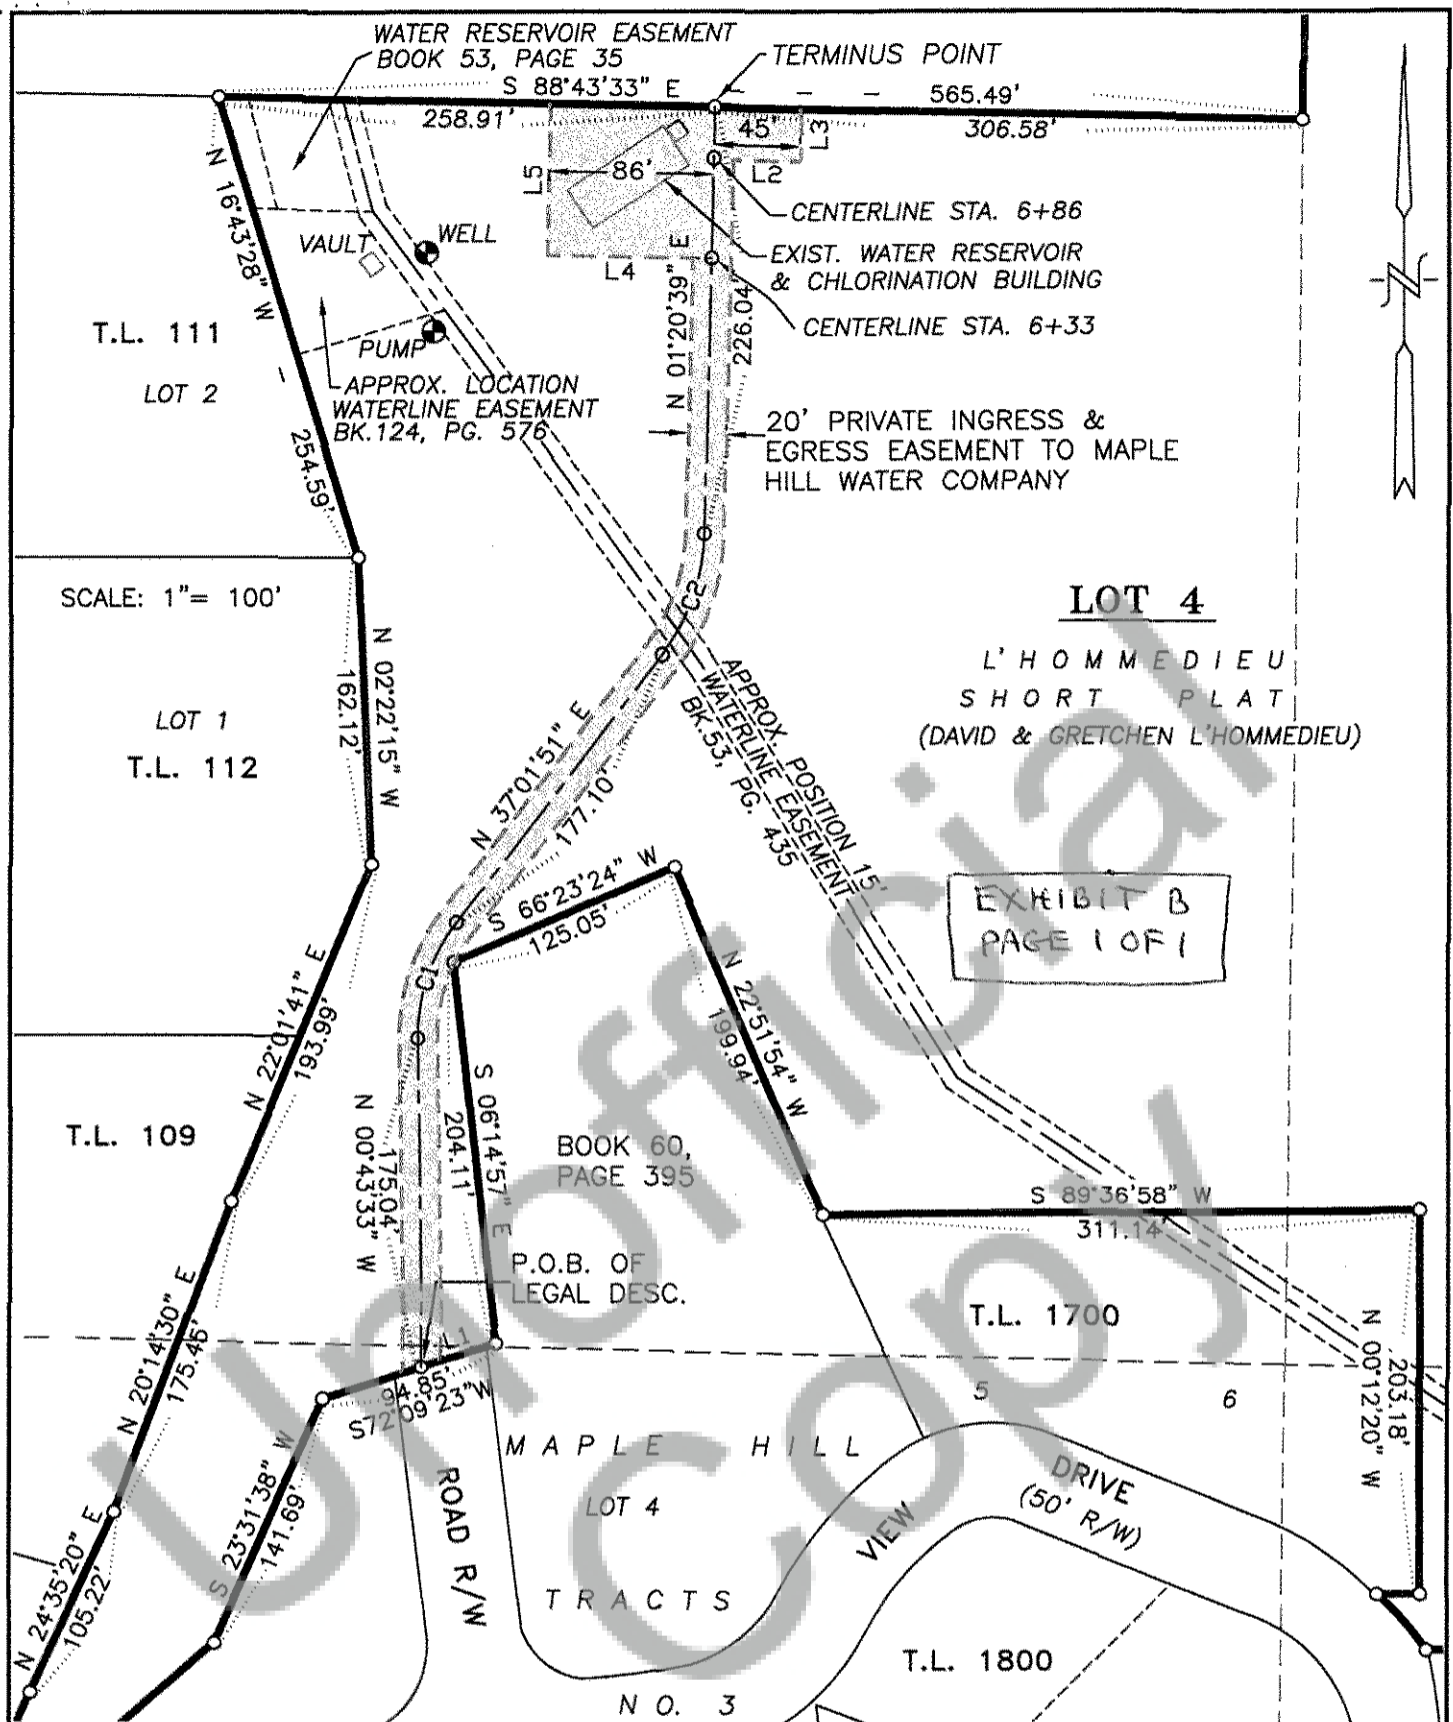 WATER RESERVOIR EASEMENT
BOOK 53, PAGE 35
TERMINUS POINT
S 88°43'33" E
565.49'
258.91'
306.58'
45'
L3
L2
L5
86'
L4
CENTERLINE STA. 6+86
EXIST. WATER RESERVOIR
& CHLORINATION BUILDING
CENTERLINE STA. 6+33
N 16°43'28" W
254.59'
VAULT
WELL
PUMP
N
T.L. 111
LOT 2
APPROX. LOCATION
WATERLINE EASEMENT
BK.124, PG. 576
N 01°20'39" E
226.04'
20' PRIVATE INGRESS &
EGRESS EASEMENT TO MAPLE
HILL WATER COMPANY
SCALE: 1"= 100'
N 02°22'15" W
162.12'
C2
LOT 4
L'HOMMEDIEU
SHORT PLAT
(DAVID & GRETCHEN L'HOMMEDIEU)
LOT 1
T.L. 112
N 37°01'51" E
177.10'
APPROX. POSITION 15'
WATERLINE EASEMENT
BK.53, PG. 435
EXHIBIT B
PAGE 1 OF 1
S 66°23'24" W
125.05'
C1
N 22°01'41" E
193.99'
N 22°51'54" W
199.94'
T.L. 109
N 00°43'33" W
175.04'
S 06°14'57" E
204.11'
BOOK 60,
PAGE 395
S 89°36'58" W
311.14'
P.O.B. OF
LEGAL DESC.
T.L. 1700
N 20°14'30" E
175.45'
L1
94.85'
S72°09'23"W
5
6
N 00°12'20" W
203.18'
S 23°31'38" W
141.69'
MAPLE HILL
LOT 4
TRACTS
NO. 3
ROAD R/W
VIEW
DRIVE
(50' R/W)
N 24°35'20" E
105.22'
T.L. 1800
Unofficial
Copy